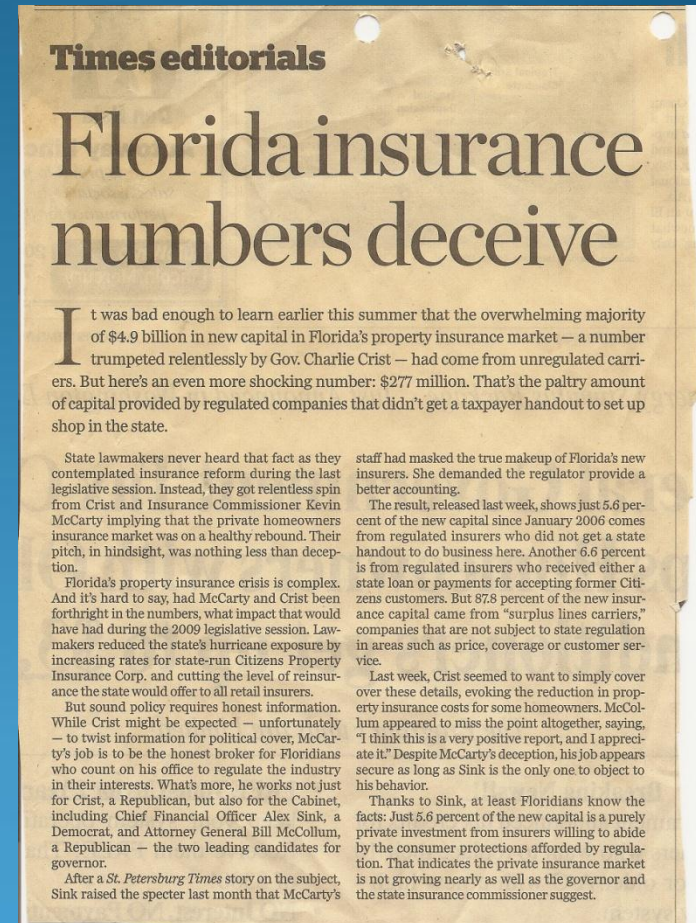 Times editorials
Florida insurance
numbers deceive
It was bad enough to learn earlier this summer that the overwhelming majority
of $4.9 billion in new capital in Florida's property insurance market — a number
trumpeted relentlessly by Gov. Charlie Crist — had come from unregulated carri-
ers. But here's an even more shocking number: $277 million. That's the paltry amount
of capital provided by regulated companies that didn't get a taxpayer handout to set up
shop in the state.
State lawmakers never heard that fact as they
contemplated insurance reform during the last
legislative session. Instead, they got relentless spin
from Crist and Insurance Commissioner Kevin
McCarty implying that the private homeowners
insurance market was on a healthy rebound. Their
pitch, in hindsight, was nothing less than decep-
tion.
Florida's property insurance crisis is complex.
And it's hard to say, had McCarty and Crist been
forthright in the numbers, what impact that would
have had during the 2009 legislative session. Law-
makers reduced the state's hurricane exposure by
increasing rates for state-run Citizens Property
Insurance Corp. and cutting the level of reinsur-
ance the state would offer to all retail insurers.
But sound policy requires honest information.
While Crist might be expected — unfortunately
— to twist information for political cover, McCar-
ty's job is to be the honest broker for Floridians
who count on his office to regulate the industry
in their interests. What's more, he works not just
for Crist, a Republican, but also for the Cabinet,
including Chief Financial Officer Alex Sink, a
Democrat, and Attorney General Bill McCollum,
a Republican — the two leading candidates for
governor.
After a St. Petersburg Times story on the subject,
Sink raised the specter last month that McCarty's
staff had masked the true makeup of Florida's new
insurers. She demanded the regulator provide a
better accounting.
The result, released last week, shows just 5.6 per-
cent of the new capital since January 2006 comes
from regulated insurers who did not get a state
handout to do business here. Another 6.6 percent
is from regulated insurers who received either a
state loan or payments for accepting former Citi-
zens customers. But 87.8 percent of the new insur-
ance capital came from “surplus lines carriers,”
companies that are not subject to state regulation
in areas such as price, coverage or customer ser-
vice.
Last week, Crist seemed to want to simply cover
over these details, evoking the reduction in prop-
erty insurance costs for some homeowners. McCol-
lum appeared to miss the point altogether, saying,
“I think this is a very positive report, and I appreci-
ate it.” Despite McCarty's deception, his job appears
secure as long as Sink is the only one to object to
his behavior.
Thanks to Sink, at least Floridians know the
facts: Just 5.6 percent of the new capital is a purely
private investment from insurers willing to abide
by the consumer protections afforded by regula-
tion. That indicates the private insurance market
is not growing nearly as well as the governor and
the state insurance commissioner suggest.